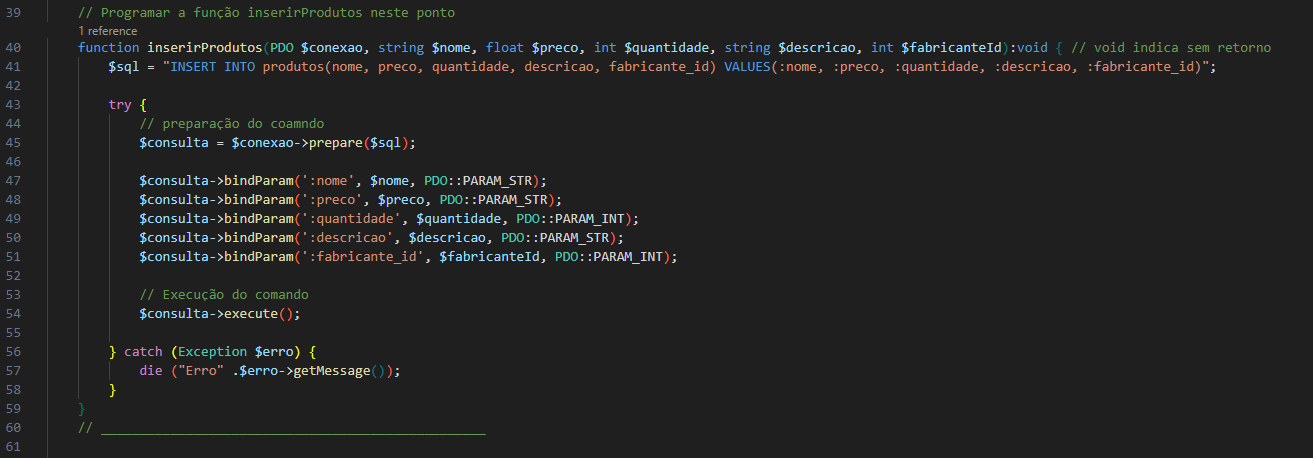 39 // Programar a função inserirProdutos neste ponto
1 reference
40 function inserirProdutos(PDO $conexao, string $nome, float $preco, int $quantidade, string $descricao, int $fabricanteId):void { // void indica sem retorno
41 $sql = "INSERT INTO produtos(nome, preco, quantidade, descricao, fabricante_id) VALUES(:nome, :preco, :quantidade, :descricao, :fabricante_id)";
42
43 try {
44 // preparação do coamndo
45 $consulta = $conexao->prepare($sql);
46
47 $consulta->bindParam(':nome', $nome, PDO::PARAM_STR);
48 $consulta->bindParam(':preco', $preco, PDO::PARAM_STR);
49 $consulta->bindParam(':quantidade', $quantidade, PDO::PARAM_INT);
50 $consulta->bindParam(':descricao', $descricao, PDO::PARAM_STR);
51 $consulta->bindParam(':fabricante_id', $fabricanteId, PDO::PARAM_INT);
52
53 // Execução do comando
54 $consulta->execute();
55
56 } catch (Exception $erro) {
57 die ("Erro" .$erro->getMessage());
58 }
59 }
60 // __________________________________________________
61